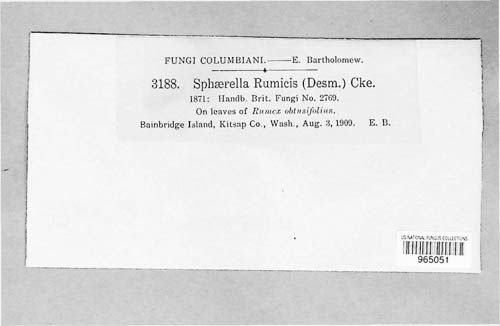 FUNGI COLUMBIANI.——E. Bartholomew.
3188. Sphærella Rumicis (Desm.) Cke.
1871: Handb. Brit. Fungi No. 2769.
On leaves of Rumex obtusifolius.
Bainbridge Island, Kitsap Co., Wash., Aug. 3, 1909. E. B.
US NATIONAL FUNGUS COLLECTIONS
965051